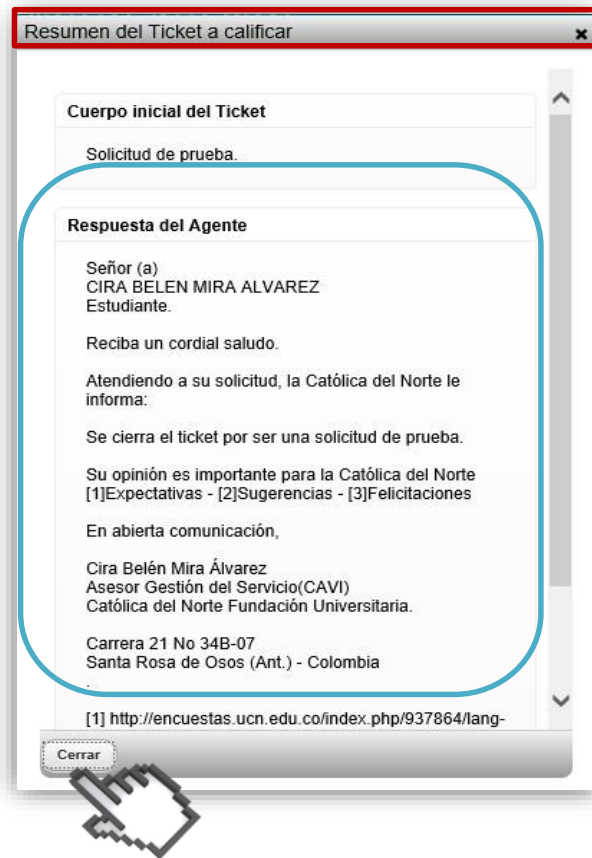 Resumen del Ticket a calificar
Cuerpo inicial del Ticket
Solicitud de prueba.
Respuesta del Agente
Señor (a)
CIRA BELEN MIRA ALVAREZ
Estudiante.
Reciba un cordial saludo.
Atendiendo a su solicitud, la Católica del Norte le
informa:
Se cierra el ticket por ser una solicitud de prueba.
Su opinión es importante para la Católica del Norte
[1]Expectativas - [2]Sugerencias - [3]Felicitaciones
En abierta comunicación,
Cira Belén Mira Álvarez
Asesor Gestión del Servicio(CAVI)
Católica del Norte Fundación Universitaria.
Carrera 21 No 34B-07
Santa Rosa de Osos (Ant.) - Colombia
.
[1] http://encuestas.ucn.edu.co/index.php/937864/lang-
Cerrar